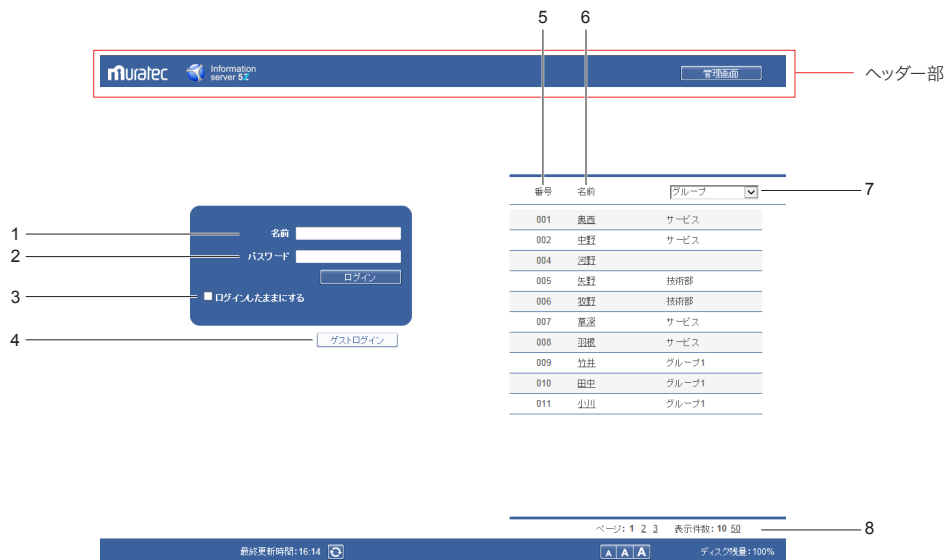 5 6
muratec Information server 5Z 管理画面 ヘッダー部
番号 名前 グループ 7
001 奥西 サービス
002 中野 サービス
004 河野
005 矢野 技術部
006 牧野 技術部
007 草深 サービス
008 羽根 サービス
009 竹井 グループ1
010 田中 グループ1
011 小川 グループ1
1 名前
2 パスワード
ログイン
3 ログインしたままにする
4 ゲストログイン
ページ: 1 2 3 表示件数: 10 50 8
最終更新時間:16:14 A A A ディスク残量:100%